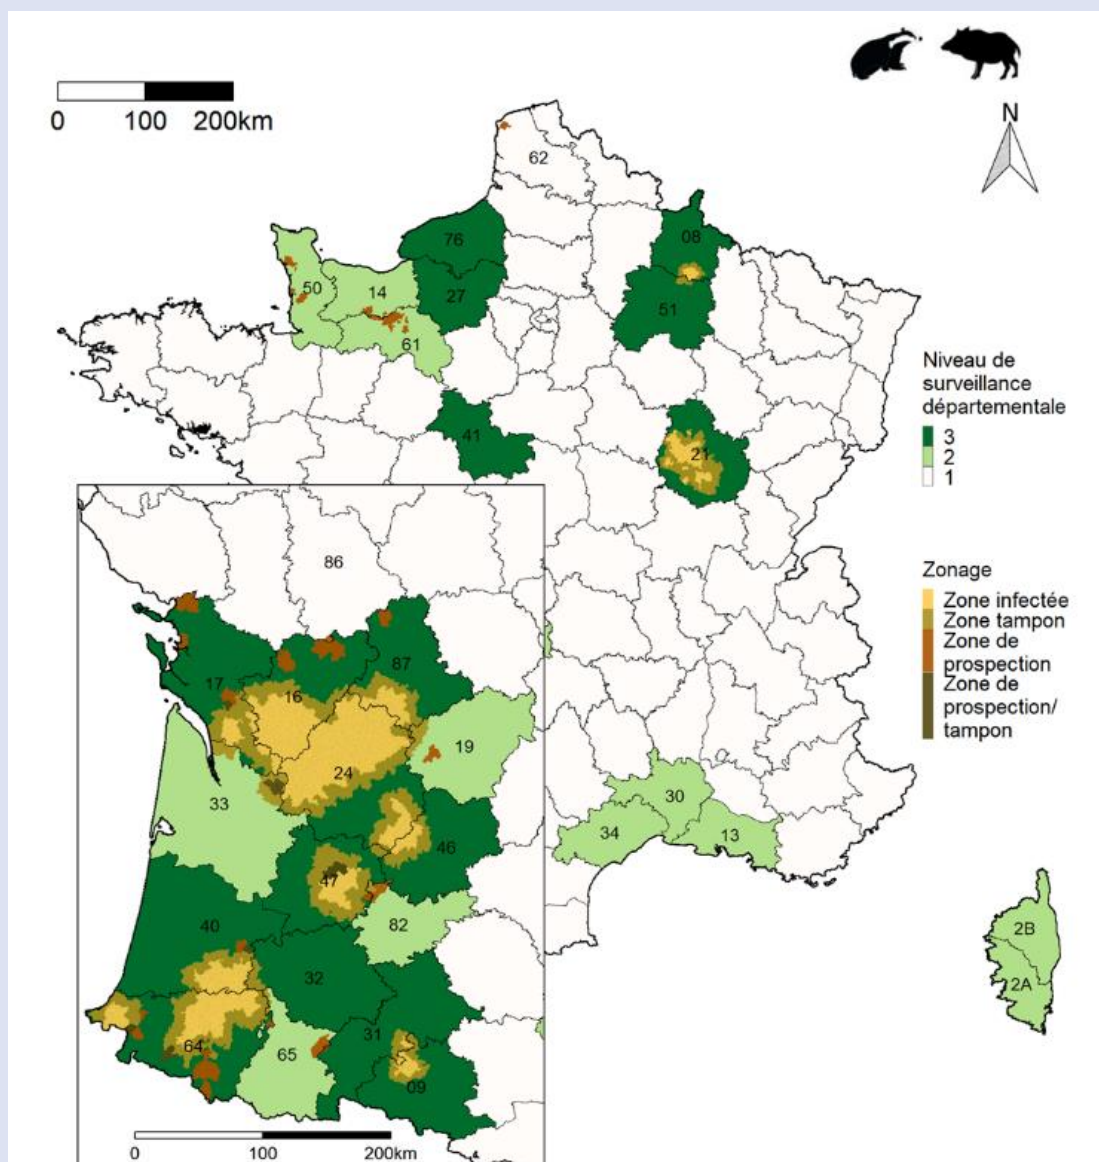 0 100 200km
N
62
76
08
50
14
27
51
61
41
21
Niveau de
surveillance
départementale
3
2
1
86
Zonage
Zone infectée
Zone tampon
Zone de
prospection
Zone de
prospection/
tampon
17
16
87
19
24
33
30
34
13
46
47
82
40
2B
32
2A
31
64
65
09
0 100 200km